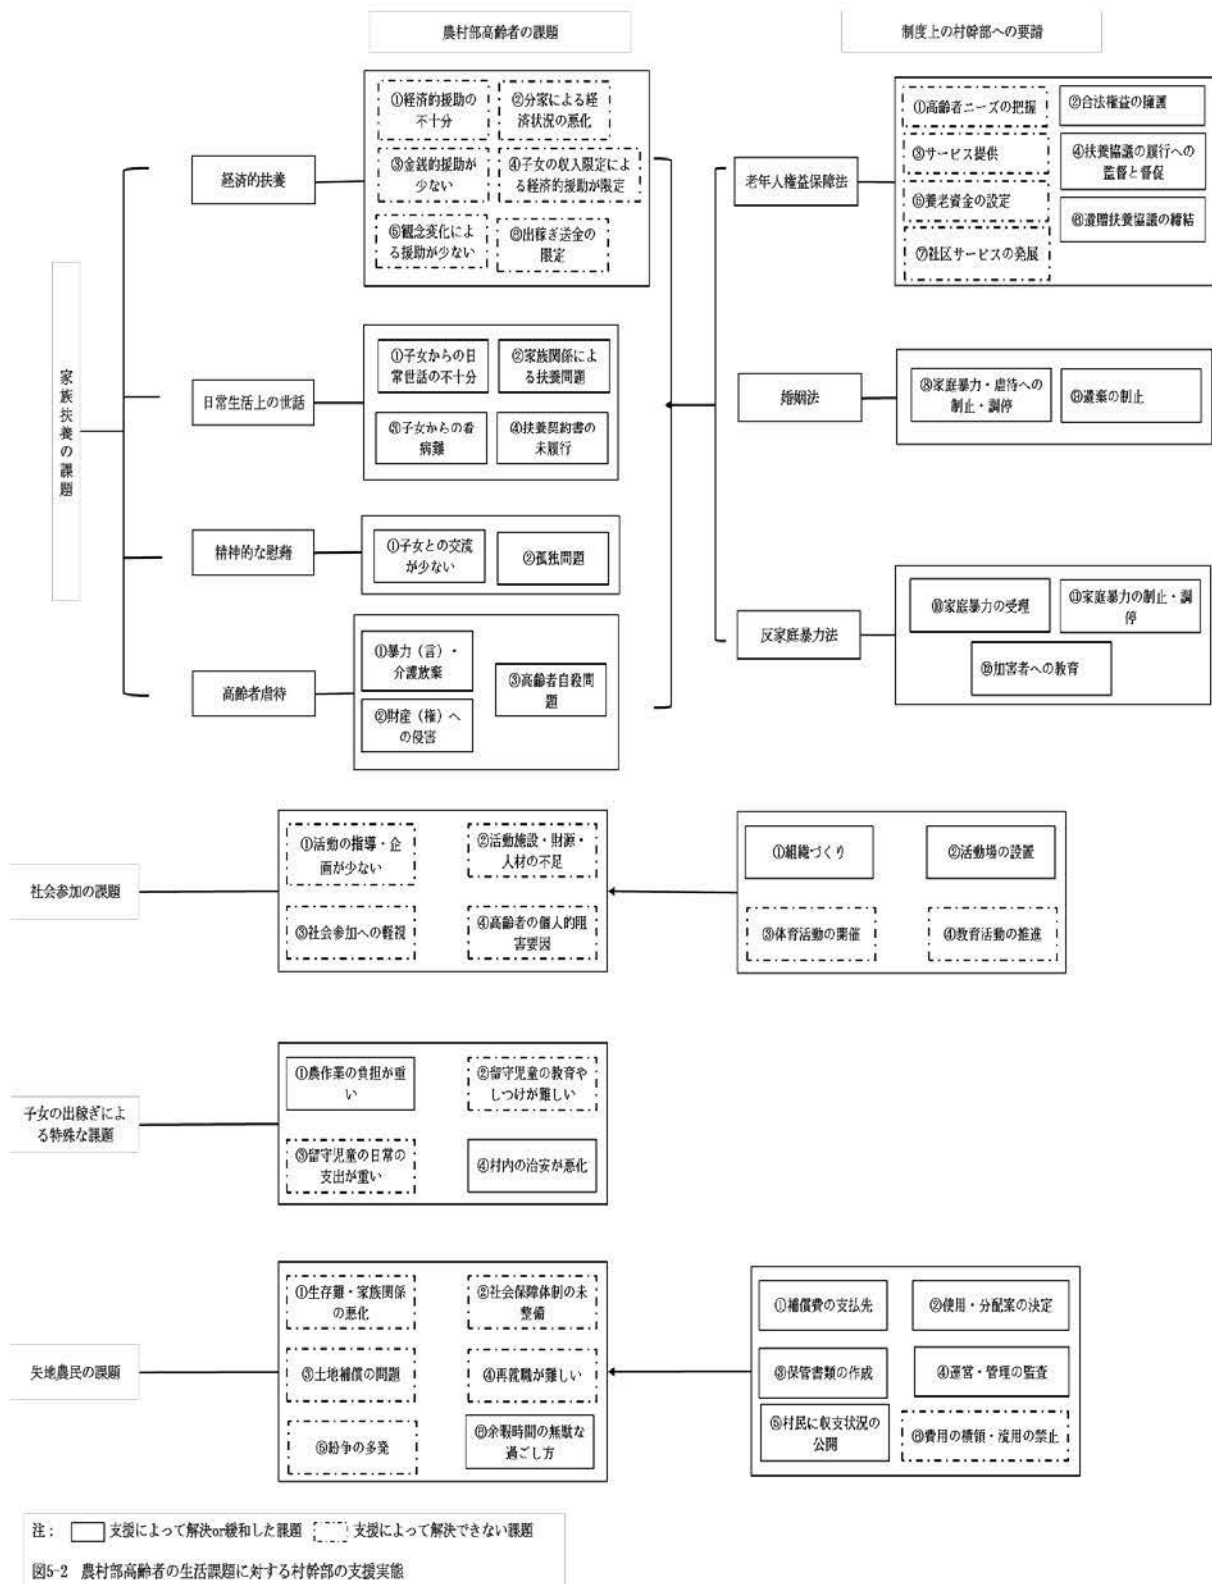 農村部高齢者の課題
制度上の村幹部への要請
家族扶養の課題
経済的扶養
①経済的援助の
不十分
②分家による経
済状況の悪化
③金銭的援助が
少ない
④子女の収入限定によ
る経済的援助が限定
⑤観念変化によ
る援助が少ない
⑥出稼ぎ送金の
限定
日常生活上の世話
①子女からの日
常世話の不十分
②家族関係によ
る扶養問題
③子女からの看
病難
④扶養契約書の
未履行
精神的な慰藉
①子女との交流
が少ない
②孤独問題
高齢者虐待
①暴力（言）・
介護放棄
②財産（権）へ
の侵害
③高齢者自殺問
題
老年人権益保障法
①高齢者ニーズの把握
②合法権益の擁護
③サービス提供
④扶養協議の履行への
監督と督促
⑤養老資金の設定
⑥遺贈扶養協議の締結
⑦社区サービスの発展
婚姻法
⑧家庭暴力・虐待への
制止・調停
⑨遺棄の制止
反家庭暴力法
⑩家庭暴力の受理
⑪家庭暴力の制止・調
停
⑫加害者への教育
社会参加の課題
①活動の指導・企
画が少ない
②活動施設・財源・
人材の不足
③社会参加への軽視
④高齢者の個人的阻
害要因
①組織づくり
②活動場の設置
③体育活動の開催
④教育活動の推進
子女の出稼ぎによ
る特殊な課題
①農作業の負担が重
い
②留守児童の教育や
しつけが難しい
③留守児童の日常の
支出が重い
④村内の治安が悪化
失地農民の課題
①生存難・家族関係
の悪化
②社会保障体制の未
整備
③土地補償の問題
④再就職が難しい
⑤紛争の多発
⑥余暇時間の無駄な
過ごし方
①補償費の支払先
②使用・分配案の決定
③保管書類の作成
④運営・管理の監査
⑤村民に収支状況の
公開
⑥費用の横領・流用の禁止
注： 支援によって解決or緩和した課題 支援によって解決できない課題
図5-2 農村部高齢者の生活課題に対する村幹部の支援実態